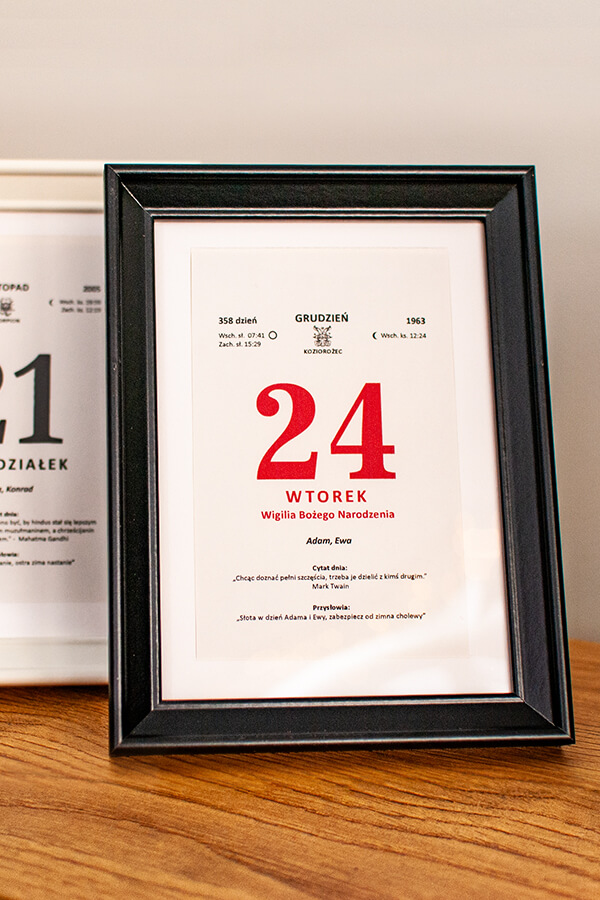 TOPAD
2005
21
DZIAŁEK
Konrad
Mahatma Gandhi
358 dzień
GRUDZIEŃ
1963
Wsch. sł. 07:41
Zach. sł. 15:29
KOZIOROŻEC
Wsch. ks. 12:24
24
WTOREK
Wigilia Bożego Narodzenia
Adam, Ewa
Cytat dnia:
„Chcąc doznać pełni szczęścia, trzeba je dzielić z kimś drugim.”
Mark Twain
Przysłowia:
„Słota w dzień Adama i Ewy, zabezpiecz od zimna cholewy”